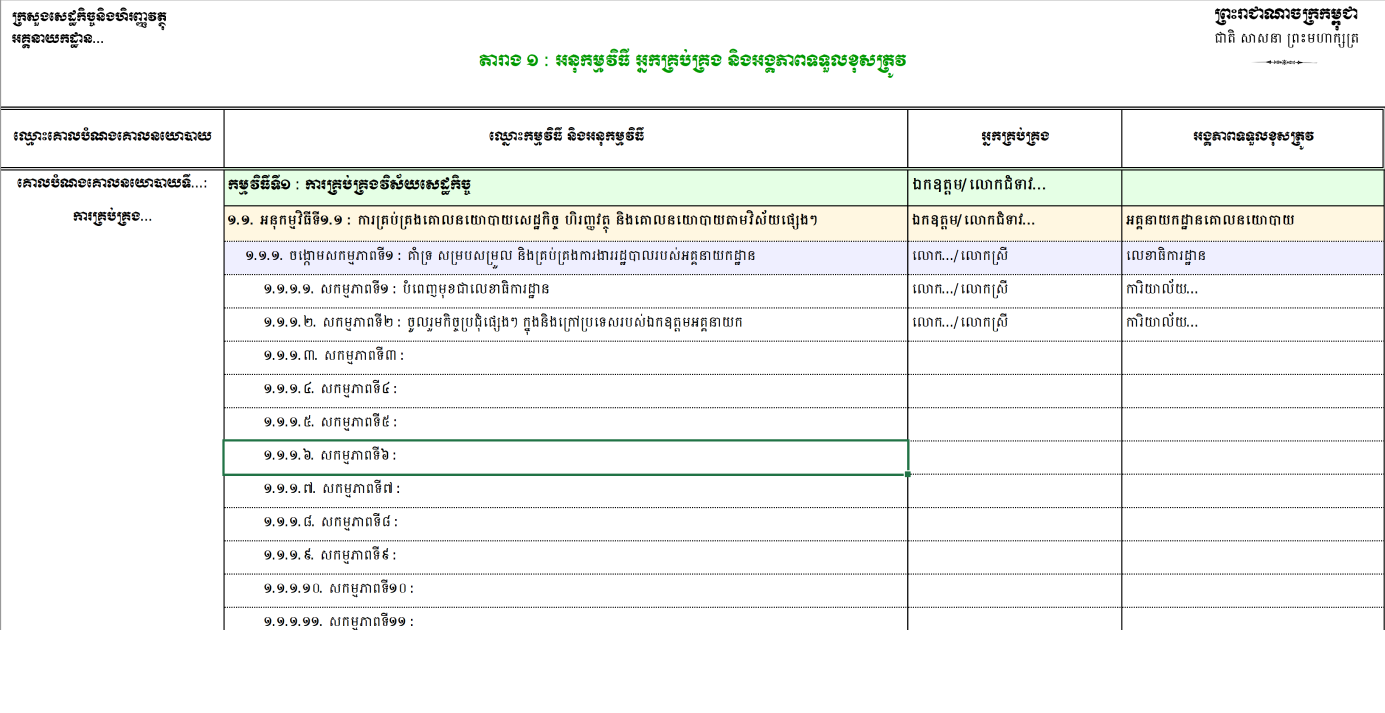 ក្រសួងសេដ្ឋកិច្ចនិងហិរញ្ញវត្ថុ
អគ្គនាយកដ្ឋាន...
ព្រះរាជាណាចក្រកម្ពុជា
ជាតិ សាសនា ព្រះមហាក្សត្រ
តារាង ១ : អនុកម្មវិធី អ្នកគ្រប់គ្រង និងអង្គភាពទទួលខុសត្រូវ
ឈ្មោះគោលបំណងគោលនយោបាយ ឈ្មោះកម្មវិធី និងអនុកម្មវិធី អ្នកគ្រប់គ្រង អង្គភាពទទួលខុសត្រូវ
គោលបំណងគោលនយោបាយទី...: កម្មវិធីទី១ : ការគ្រប់គ្រងវិស័យសេដ្ឋកិច្ច ឯកឧត្តម/លោកជំទាវ...
ការគ្រប់គ្រង... ១.១. អនុកម្មវិធីទី១.១ : ការគ្រប់គ្រងគោលនយោបាយសេដ្ឋកិច្ច ហិរញ្ញវត្ថុ និងគោលនយោបាយតាមវិស័យផ្សេងៗ ឯកឧត្តម/លោកជំទាវ... អគ្គនាយកដ្ឋានគោលនយោបាយ
១.១.១. ចង្កោមសកម្មភាពទី១ : គាំទ្រ សម្របសម្រួល និងគ្រប់គ្រងការងាររដ្ឋបាលរបស់អគ្គនាយកដ្ឋាន លោក.../លោកស្រី លេខាធិការដ្ឋាន
១.១.១.១. សកម្មភាពទី១ : បំពេញមុខជាលេខាធិការដ្ឋាន លោក.../លោកស្រី ការិយាល័យ...
១.១.១.២. សកម្មភាពទី២ : ចូលរួមកិច្ចប្រជុំផ្សេងៗ ក្នុងនិងក្រៅប្រទេសរបស់ឯកឧត្តមអគ្គនាយក លោក.../លោកស្រី ការិយាល័យ...
១.១.១.៣. សកម្មភាពទី៣ :
១.១.១.៤. សកម្មភាពទី៤ :
១.១.១.៥. សកម្មភាពទី៥ :
១.១.១.៦. សកម្មភាពទី៦ :
១.១.១.៧. សកម្មភាពទី៧ :
១.១.១.៨. សកម្មភាពទី៨ :
១.១.១.៩. សកម្មភាពទី៩ :
១.១.១.១០. សកម្មភាពទី១០ :
១.១.១.១១. សកម្មភាពទី១១ :